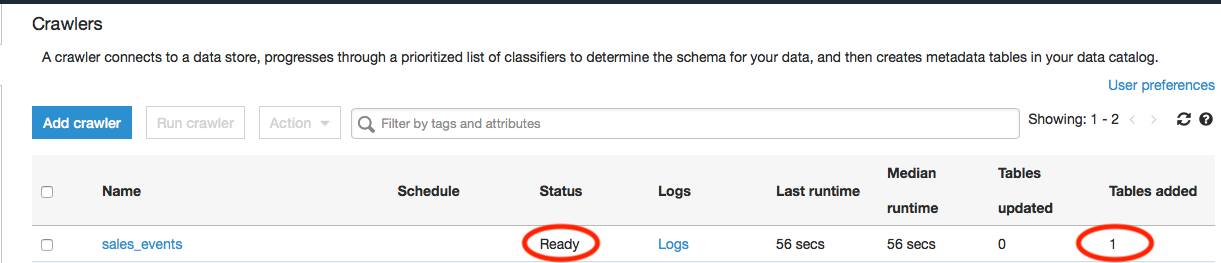 Crawlers
A crawler connects to a data store, progresses through a prioritized list of classifiers to determine the schema for your data, and then creates metadata tables in your data catalog.
User preferences
Add crawler Run crawler Action Filter by tags and attributes Showing: 1 - 2
Name Schedule Status Logs Last runtime Median runtime Tables updated Tables added
sales_events Ready Logs 56 secs 56 secs 0 1